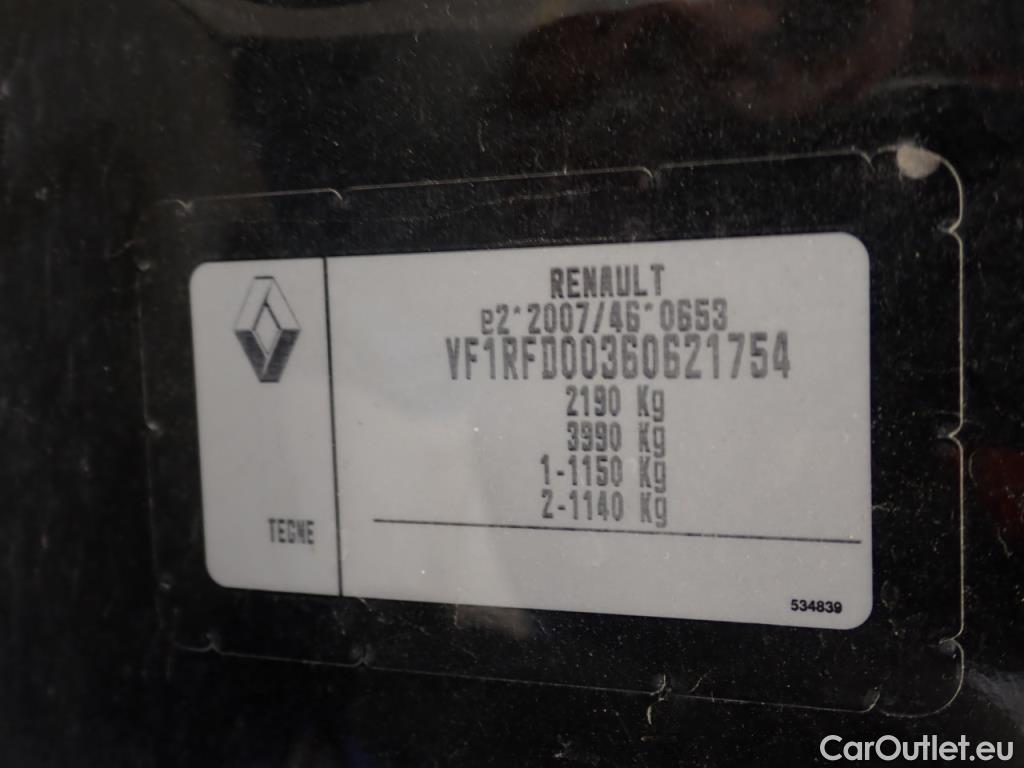 RENAULT
e2*2007/46*0653
VF1RFD00360621754
2190 Kg
3990 Kg
1-1150 Kg
2-1140 Kg
TECNE
534839
CarOutlet.eu